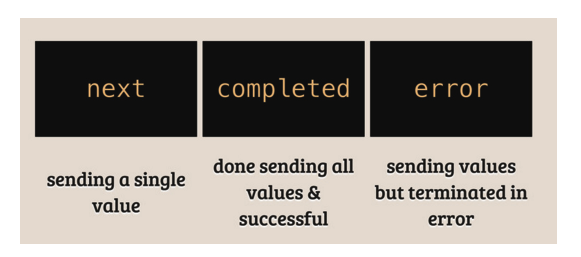 next
completed
error
sending a single
value
done sending all
values &
successful
sending values
but terminated in
error